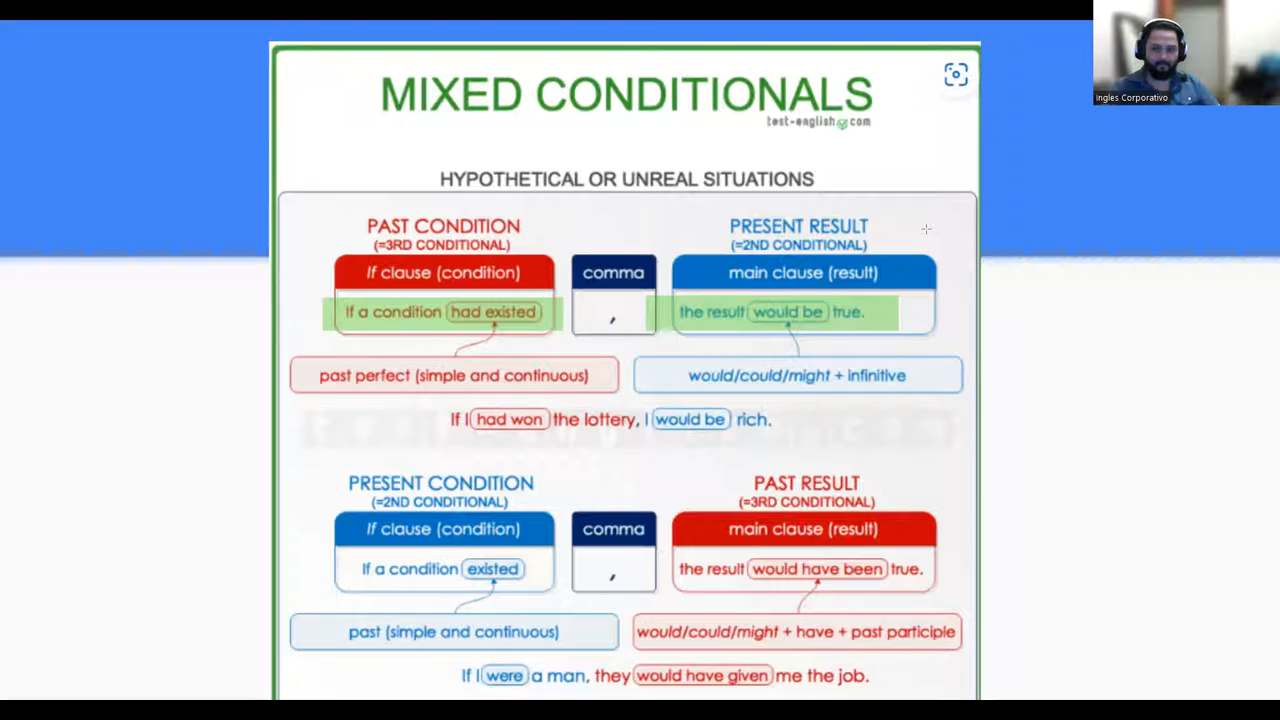 MIXED CONDITIONALS
test-english.com
Ingles Corporativo
HYPOTHETICAL OR UNREAL SITUATIONS
PAST CONDITION
(=3RD CONDITIONAL)
If clause (condition)
If a condition had existed
past perfect (simple and continuous)
comma
,
PRESENT RESULT
(=2ND CONDITIONAL)
main clause (result)
the result would be true.
would/could/might + infinitive
If I had won the lottery, I would be rich.
PRESENT CONDITION
(=2ND CONDITIONAL)
If clause (condition)
If a condition existed
past (simple and continuous)
comma
,
PAST RESULT
(=3RD CONDITIONAL)
main clause (result)
the result would have been true.
would/could/might + have + past participle
If I were a man, they would have given me the job.